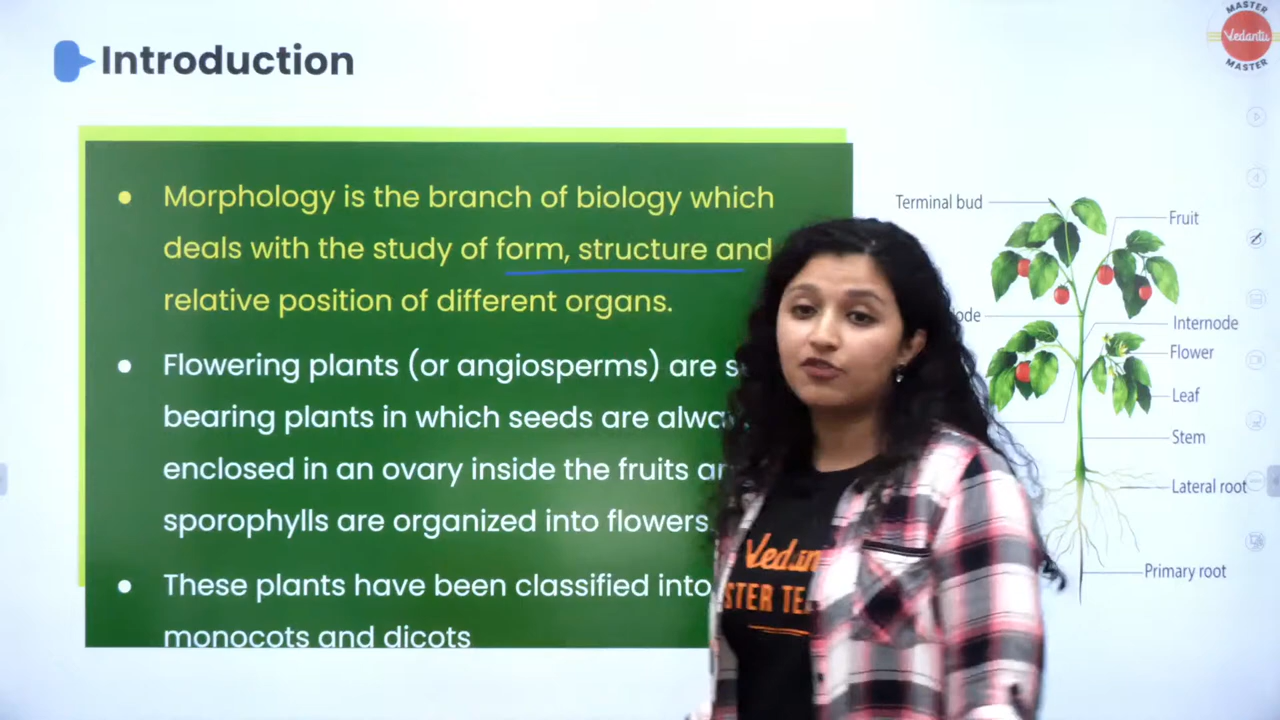 Introduction
MASTER
Vedantu
MASTER
Morphology is the branch of biology which
deals with the study of form, structure and
relative position of different organs.
Flowering plants (or angiosperms) are
bearing plants in which seeds are
enclosed in an ovary inside the fruits
sporophylls are organized into flowers
These plants have been classified into
monocots and dicots
Terminal bud
Fruit
Internode
Flower
Leaf
Stem
Lateral root
Primary root